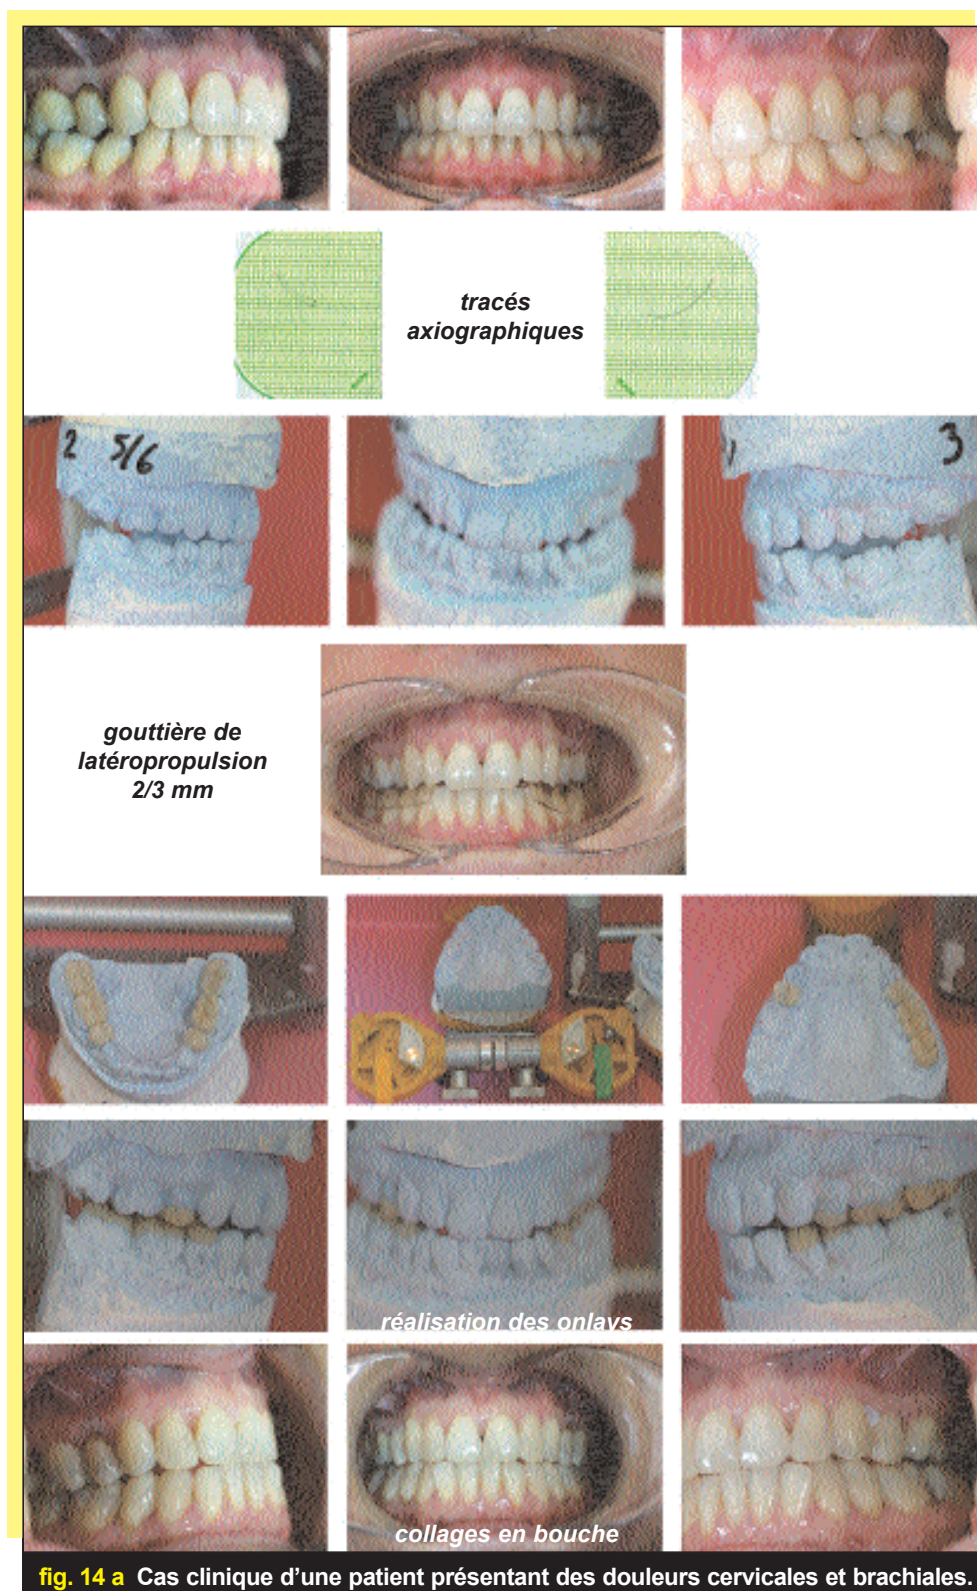 tracés
axiographiques
2 5/6
3
gouttière de
latéropropulsion
2/3 mm
réalisation des onlays
collages en bouche
fig. 14 a Cas clinique d'une patient présentant des douleurs cervicales et brachiales